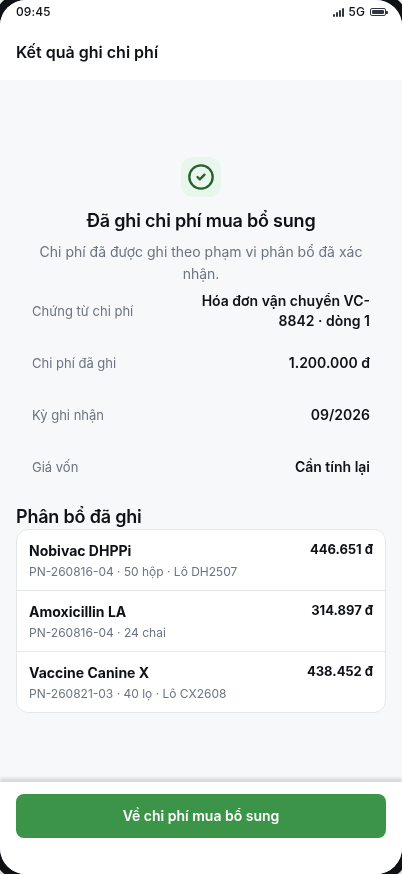 09:45
5G
Kết quả ghi chi phí
Đã ghi chi phí mua bổ sung
Chi phí đã được ghi theo phạm vi phân bổ đã xác
nhận.
Chứng từ chi phí
Hóa đơn vận chuyển VC-
8842 · dòng 1
Chi phí đã ghi
1.200.000 đ
Kỳ ghi nhận
09/2026
Giá vốn
Cần tính lại
Phân bổ đã ghi
Nobivac DHPPi
446.651 đ
PN-260816-04 · 50 hộp · Lô DH2507
Amoxicillin LA
314.897 đ
PN-260816-04 · 24 chai
Vaccine Canine X
438.452 đ
PN-260821-03 · 40 lọ · Lô CX2608
Về chi phí mua bổ sung